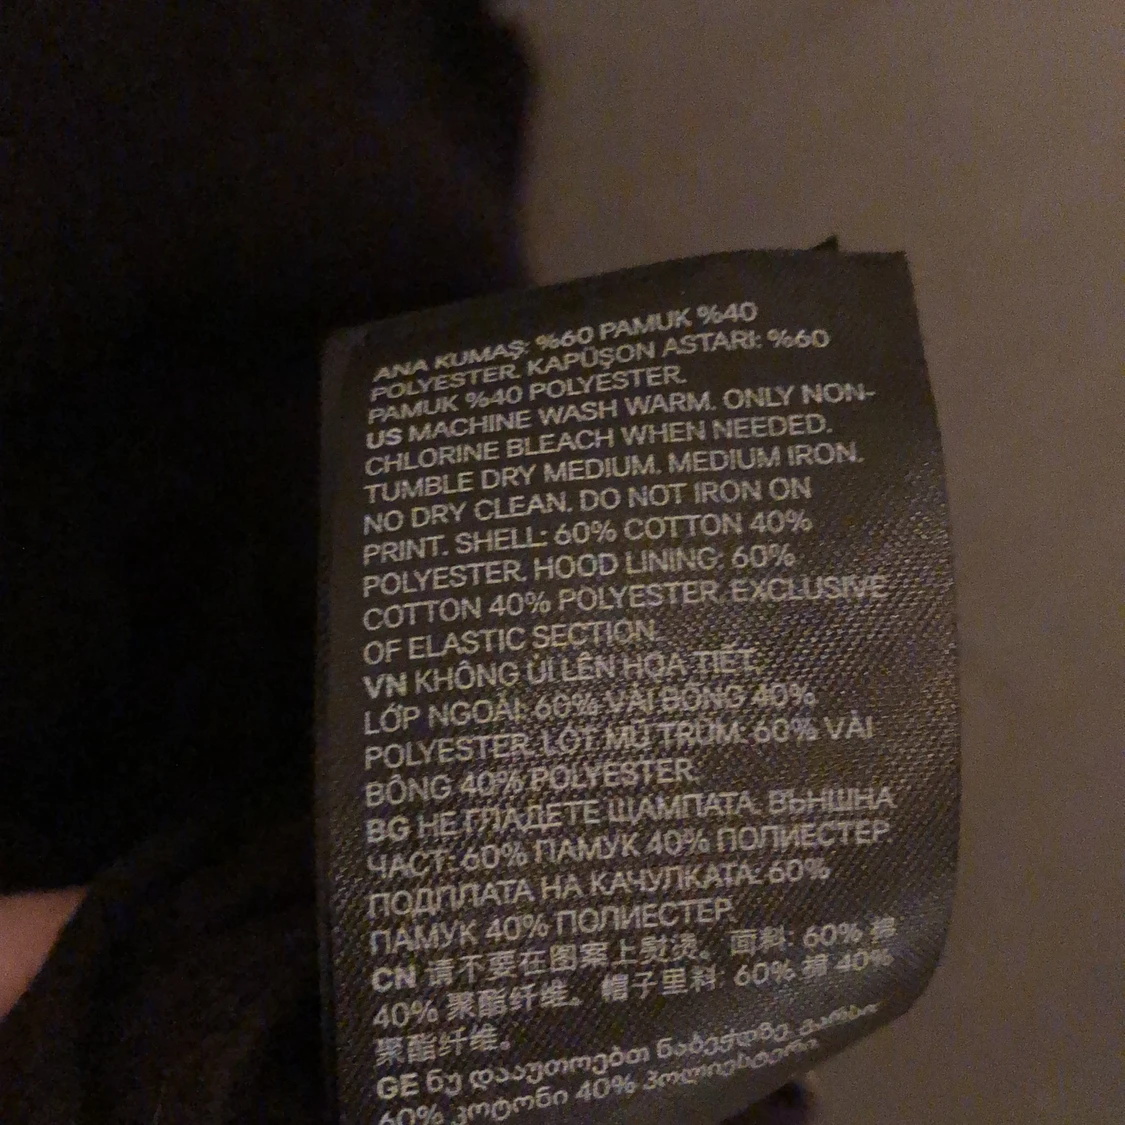 ANA KUMAŞ: %60 PAMUK %40
POLYESTER. KAPÜŞON ASTARI: %60
PAMUK %40 POLYESTER.
US MACHINE WASH WARM. ONLY NON-
CHLORINE BLEACH WHEN NEEDED.
TUMBLE DRY MEDIUM. MEDIUM IRON.
NO DRY CLEAN. DO NOT IRON ON
PRINT. SHELL: 60% COTTON 40%
POLYESTER. HOOD LINING: 60%
COTTON 40% POLYESTER. EXCLUSIVE
OF ELASTIC SECTION.
VN KHÔNG ỦI LÊN HỌA TIẾT.
LỚP NGOÀI: 60% VẢI BÔNG 40%
POLYESTER. LÓT MŨ TRÙM: 60% VẢI
BÔNG 40% POLYESTER.
BG НЕ ГЛАДЕТЕ ЩАМПАТА. ВЪНШНА
ЧАСТ: 60% ПАМУК 40% ПОЛИЕСТЕР.
ПОДПЛАТА НА КАЧУЛКАТА: 60%
ПАМУК 40% ПОЛИЕСТЕР.
CN 请不要在图案上熨烫。 面料: 60% 棉
40% 聚酯纤维。 帽子里料: 60% 棉 40%
聚酯纤维。
GE ნუ დააუთოებთ ნაბეჭდზე. გარსი:
60% კოტონი 40% პოლიესტერი.